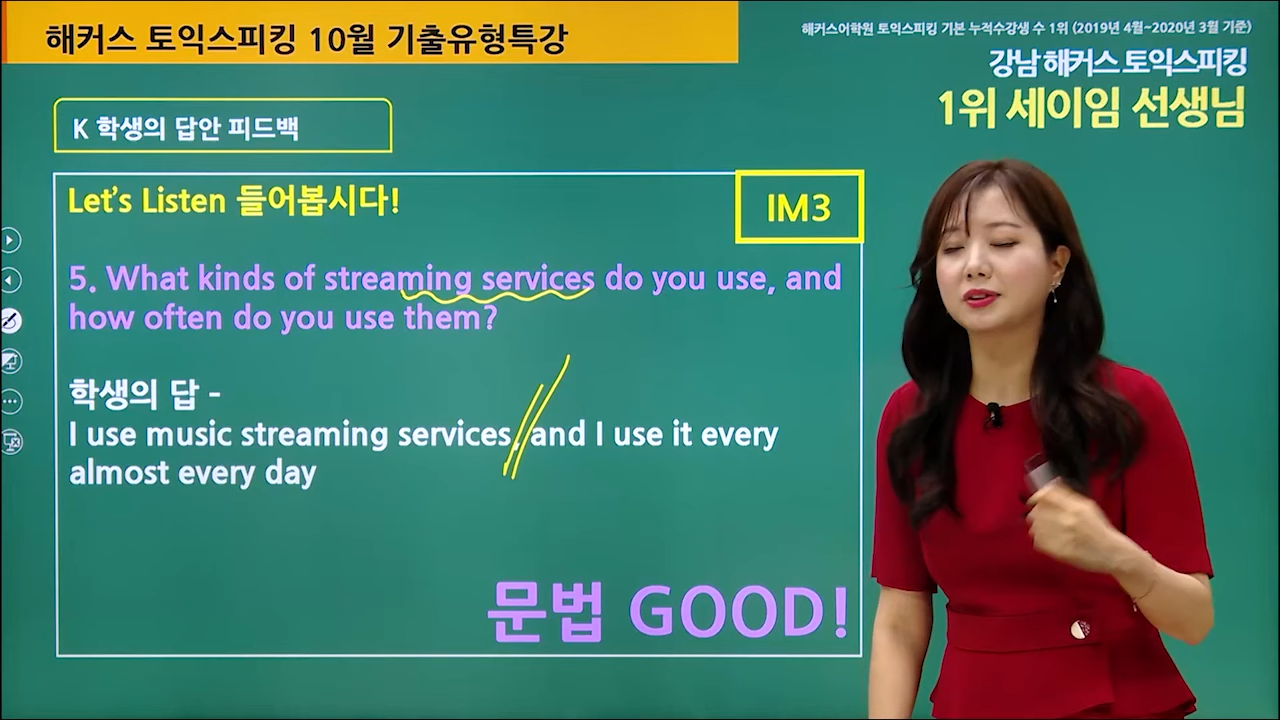 해커스 토익스피킹 10월 기출유형특강
해커스어학원 토익스피킹 기본 누적수강생 수 1위 (2019년 4월~2020년 3월 기준)
강남 해커스 토익스피킹
1위 세이임 선생님
K 학생의 답안 피드백
Let's Listen 들어봅시다!
IM3
5. What kinds of streaming services do you use, and
how often do you use them?
학생의 답 -
I use music streaming services, and I use it every
almost every day
문법 GOOD!